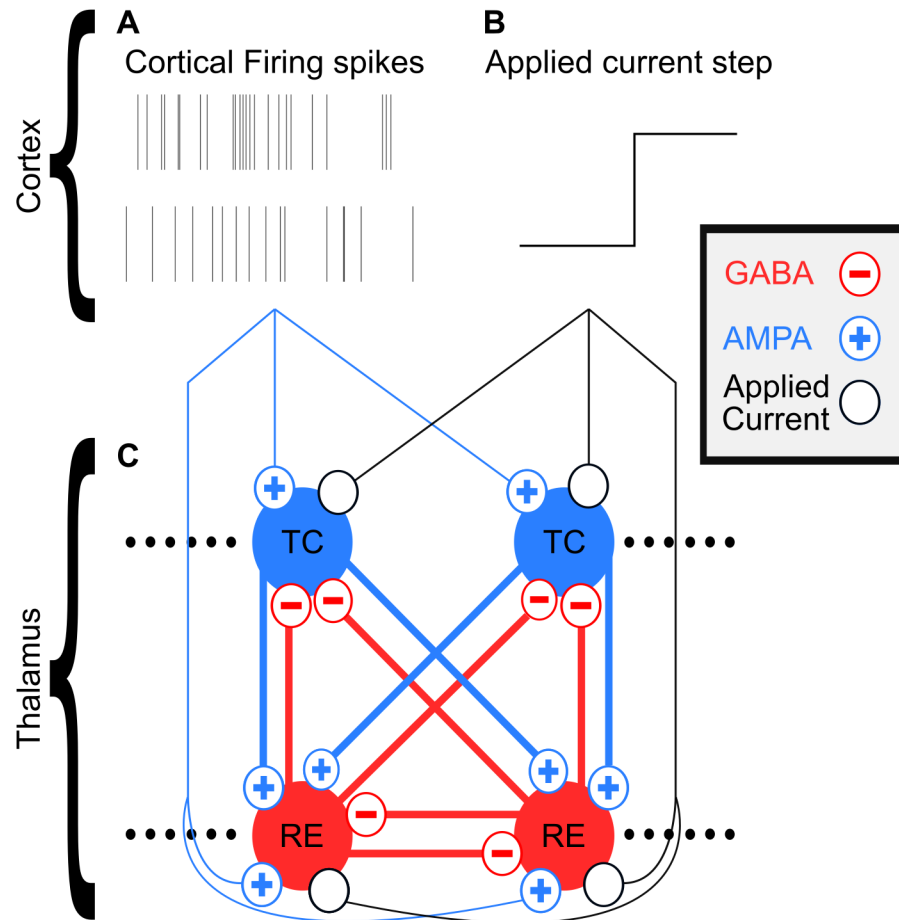 A
B
Cortical Firing spikes
Applied current step
Cortex
GABA
AMPA
Applied
Current
C
TC
TC
Thalamus
RE
RE